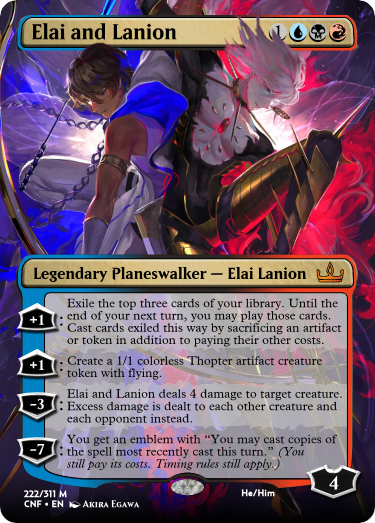 Elai and Lanion 1
Legendary Planeswalker — Elai Lanion
Exile the top three cards of your library. Until the
end of your next turn, you may play those cards.
+1: Cast cards exiled this way by sacrificing an artifact
or token in addition to paying their other costs.
+1: Create a 1/1 colorless Thopter artifact creature
token with flying.
Elai and Lanion deals 4 damage to target creature.
-3: Excess damage is dealt to each other creature and
each opponent instead.
You get an emblem with “You may cast copies of
-7: the spell most recently cast this turn.” (You
still pay its costs. Timing rules still apply.)
4
222/311 M He/Him
CNF • EN Akira Egawa